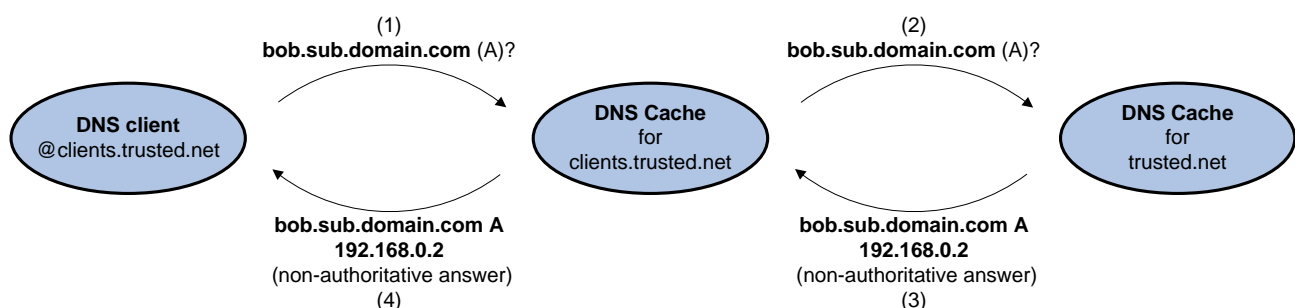 (1)
bob.sub.domain.com (A)?
(2)
bob.sub.domain.com (A)?
DNS client
@clients.trusted.net
DNS Cache
for
clients.trusted.net
DNS Cache
for
trusted.net
bob.sub.domain.com A
192.168.0.2
(non-authoritative answer)
(4)
bob.sub.domain.com A
192.168.0.2
(non-authoritative answer)
(3)